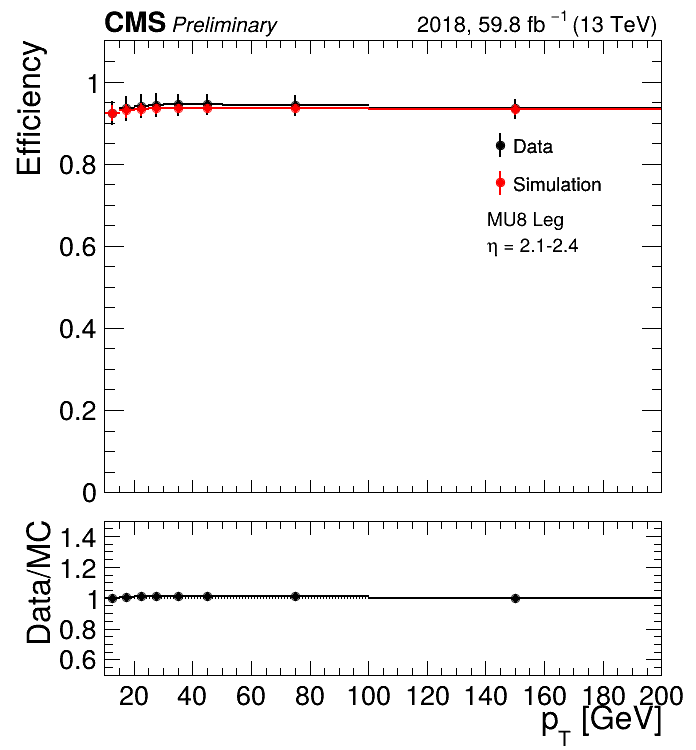 CMS Preliminary 2018, 59.8 fb⁻¹ (13 TeV)
Efficiency
1
0.8
0.6
0.4
0.2
0
Data
Simulation
MU8 Leg
η = 2.1-2.4
Data/MC
1.4
1.2
1
0.8
0.6
20 40 60 80 100 120 140 160 180 200
p_T [GeV]